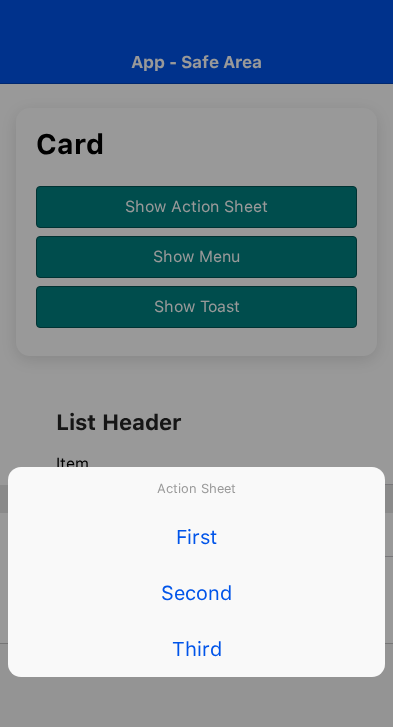 App - Safe Area
Card
Show Action Sheet
Show Menu
Show Toast
List Header
Item
Action Sheet
First
Second
Third